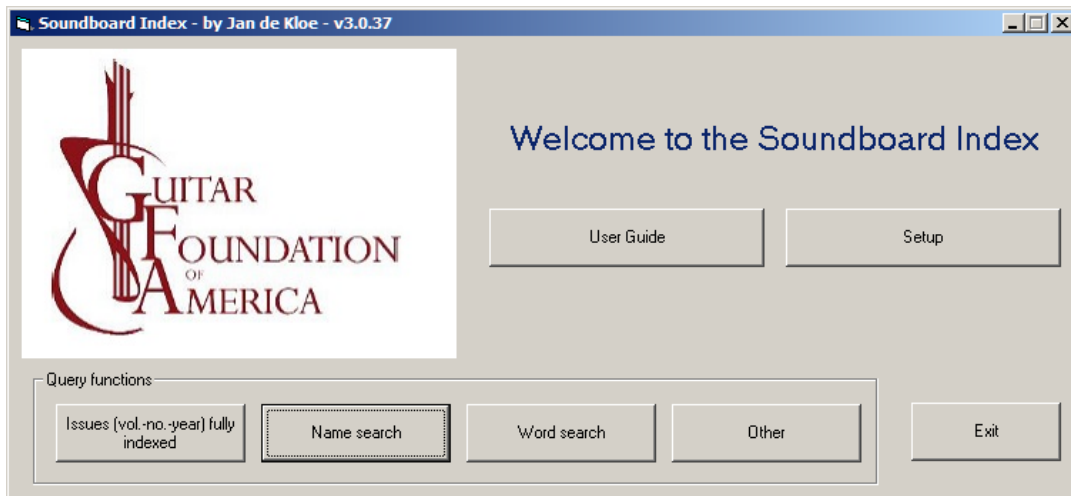 Soundboard Index - by Jan de Kloe - v3.0.37
GUITAR
FOUNDATION
OF
AMERICA
Welcome to the Soundboard Index
User Guide
Setup
Query functions
Issues (vol.-no.-year) fully
indexed
Name search
Word search
Other
Exit